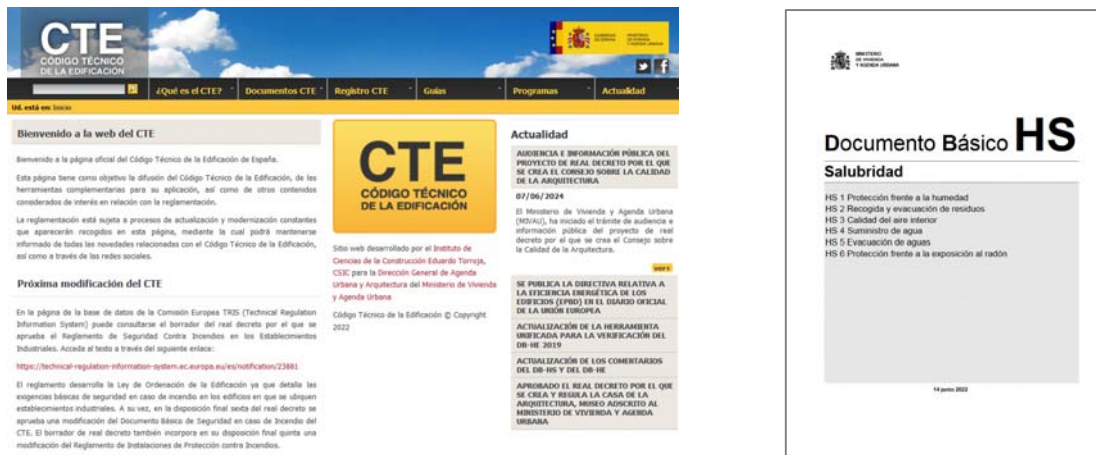 CTE
CÓDIGO TÉCNICO
DE LA EDIFICACIÓN
GOBIERNO
DE ESPAÑA
MINISTERIO
DE VIVIENDA
Y AGENDA URBANA
¿Qué es el CTE?
Documentos CTE
Registro CTE
Guías
Programas
Actualidad
Ud. está en: Inicio
Bienvenido a la web del CTE
Bienvenido a la página oficial del Código Técnico de la Edificación de España.
Esta página tiene como objetivo la difusión del Código Técnico de la Edificación, de las
herramientas complementarias para su aplicación, así como de otros contenidos
considerados de interés en relación con la reglamentación.
La reglamentación está sujeta a procesos de actualización y modernización constantes
que aparecerán recogidos en esta página, mediante la cual podrá mantenerse
informado de todas las novedades relacionadas con el Código Técnico de la Edificación,
así como a través de las redes sociales.
Próxima modificación del CTE
En la página de la base de datos de la Comisión Europea TRIS (Technical Regulation
Information System) puede consultarse el borrador del real decreto por el que se
aprueba el Reglamento de Seguridad Contra Incendios en los Establecimientos
Industriales. Acceda al texto a través del siguiente enlace:
https://technical-regulation-information-system.ec.europa.eu/es/notification/23881
El reglamento desarrolla la Ley de Ordenación de la Edificación ya que detalla las
exigencias básicas de seguridad en caso de incendio en los edificios en que se ubiquen
establecimientos industriales. A su vez, en la disposición final sexta del real decreto se
aprueba una modificación del Documento Básico de Seguridad en caso de Incendio del
CTE. El borrador de real decreto también incorpora en su disposición final quinta una
modificación del Reglamento de Instalaciones de Protección contra Incendios.
CTE
CÓDIGO TÉCNICO
DE LA EDIFICACIÓN
Sitio web desarrollado por el Instituto de
Ciencias de la Construcción Eduardo Torroja,
CSIC para la Dirección General de Agenda
Urbana y Arquitectura del Ministerio de Vivienda
y Agenda Urbana
Código Técnico de la Edificación © Copyright
2022
Actualidad
AUDIENCIA E INFORMACIÓN PÚBLICA DEL
PROYECTO DE REAL DECRETO POR EL QUE
SE CREA EL CONSEJO SOBRE LA CALIDAD
DE LA ARQUITECTURA
07/06/2024
El Ministerio de Vivienda y Agenda Urbana
(MIVAU), ha iniciado el trámite de audiencia e
información pública del proyecto de real
decreto por el que se crea el Consejo sobre
la Calidad de la Arquitectura.
SE PUBLICA LA DIRECTIVA RELATIVA A
LA EFICIENCIA ENERGÉTICA DE LOS
EDIFICIOS (EPBD) EN EL DIARIO OFICIAL
DE LA UNIÓN EUROPEA
ACTUALIZACIÓN DE LA HERRAMIENTA
UNIFICADA PARA LA VERIFICACIÓN DEL
DB-HE 2019
ACTUALIZACIÓN DE LOS COMENTARIOS
DEL DB-HS Y DEL DB-HE
APROBADO EL REAL DECRETO POR EL QUE
SE CREA Y REGULA LA CASA DE LA
ARQUITECTURA, MUSEO ADSCRITO AL
MINISTERIO DE VIVIENDA Y AGENDA
URBANA
MINISTERIO
DE VIVIENDA
Y AGENDA URBANA
Documento Básico HS
Salubridad
HS 1 Protección frente a la humedad
HS 2 Recogida y evacuación de residuos
HS 3 Calidad del aire interior
HS 4 Suministro de agua
HS 5 Evacuación de aguas
HS 6 Protección frente a la exposición al radón
14 junio 2022